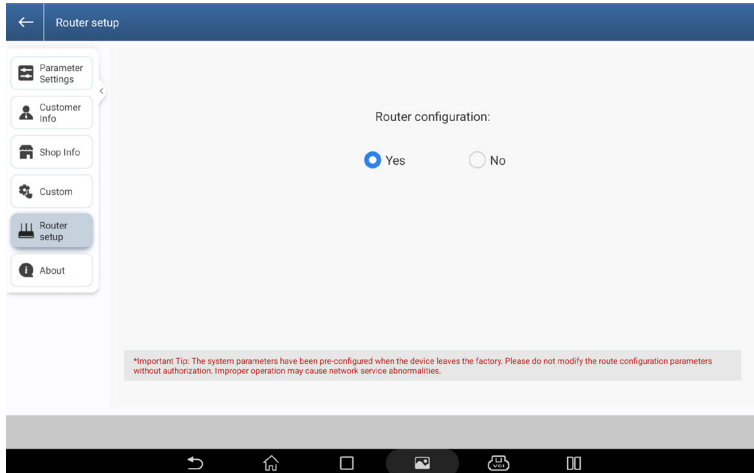 Router setup
Parameter
Settings
Customer
Info
Shop Info
Custom
Router
setup
About
Router configuration:
Yes
No
*Important Tip: The system parameters have been pre-configured when the device leaves the factory. Please do not modify the route configuration parameters
without authorization. Improper operation may cause network service abnormalities.
VCI